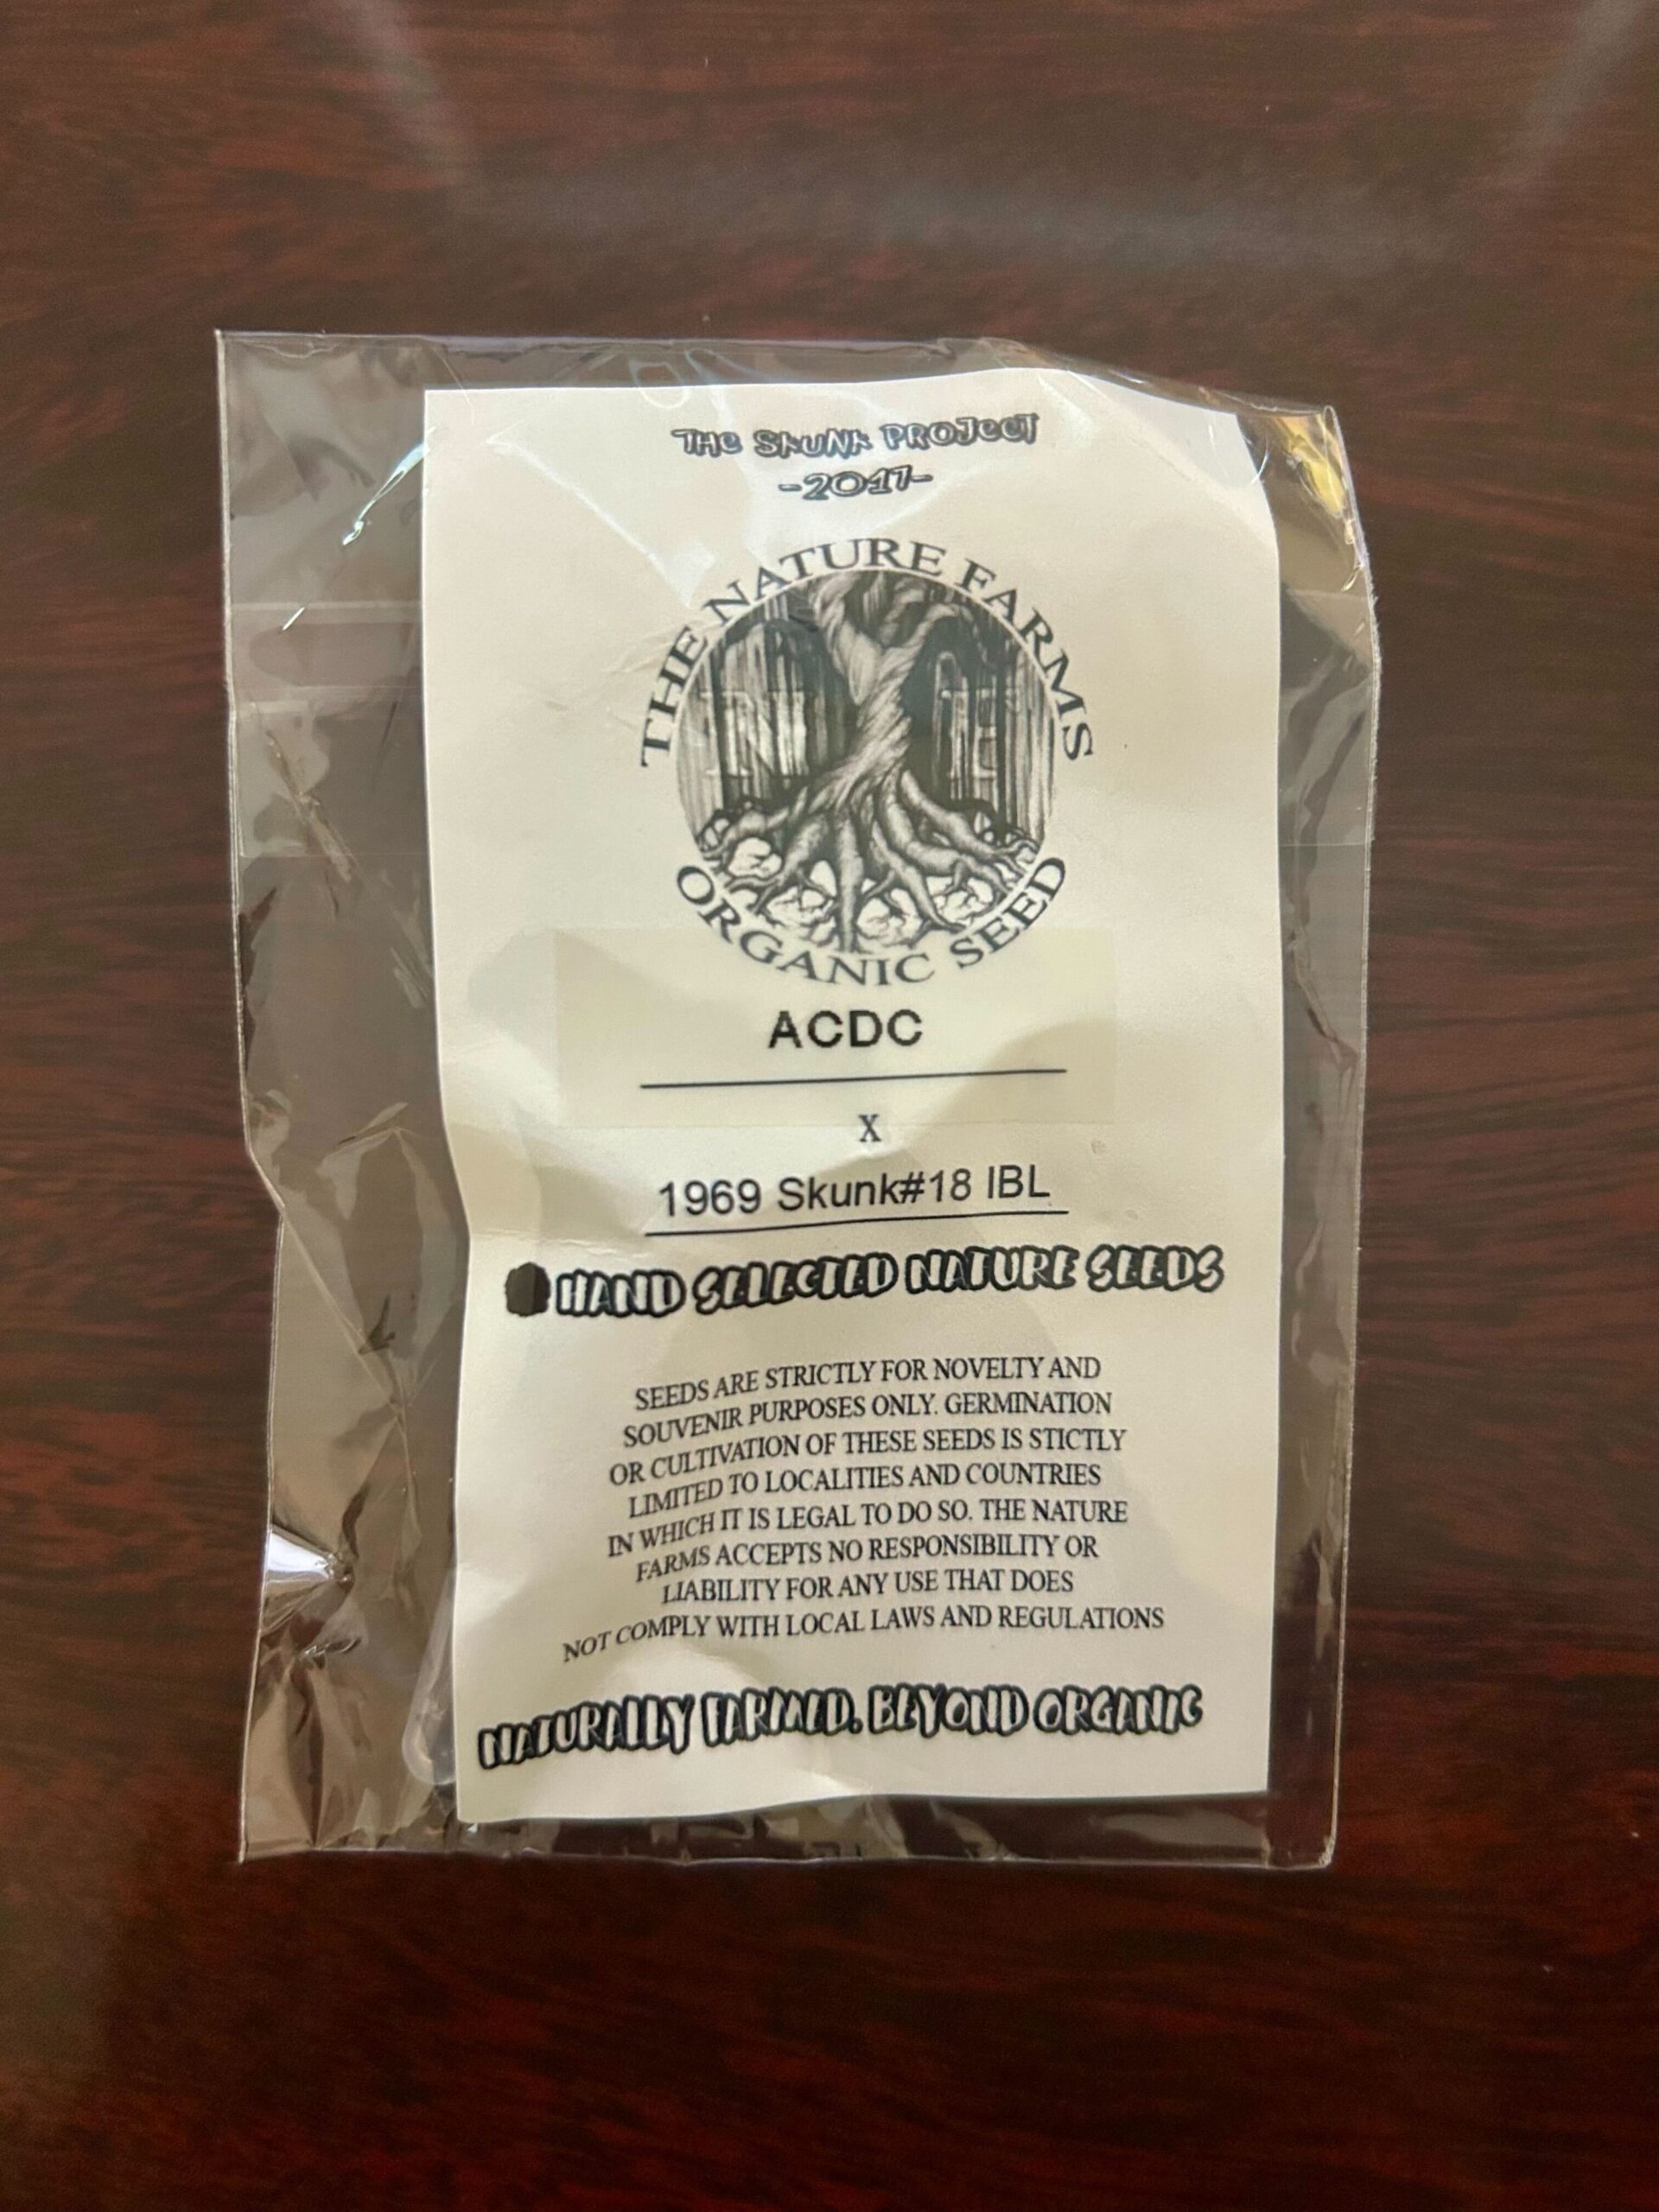 THE SKUNK PROJECT
-2017-
THE NATURE FARMS
N F
ORGANIC SEED
ACDC
X
1969 Skunk#18 IBL
HAND SELECTED NATURE SEEDS
SEEDS ARE STRICTLY FOR NOVELTY AND
SOUVENIR PURPOSES ONLY. GERMINATION
OR CULTIVATION OF THESE SEEDS IS STICTLY
LIMITED TO LOCALITIES AND COUNTRIES
IN WHICH IT IS LEGAL TO DO SO. THE NATURE
FARMS ACCEPTS NO RESPONSIBILITY OR
LIABILITY FOR ANY USE THAT DOES
NOT COMPLY WITH LOCAL LAWS AND REGULATIONS
NATURALLY FARMED. BEYOND ORGANIC